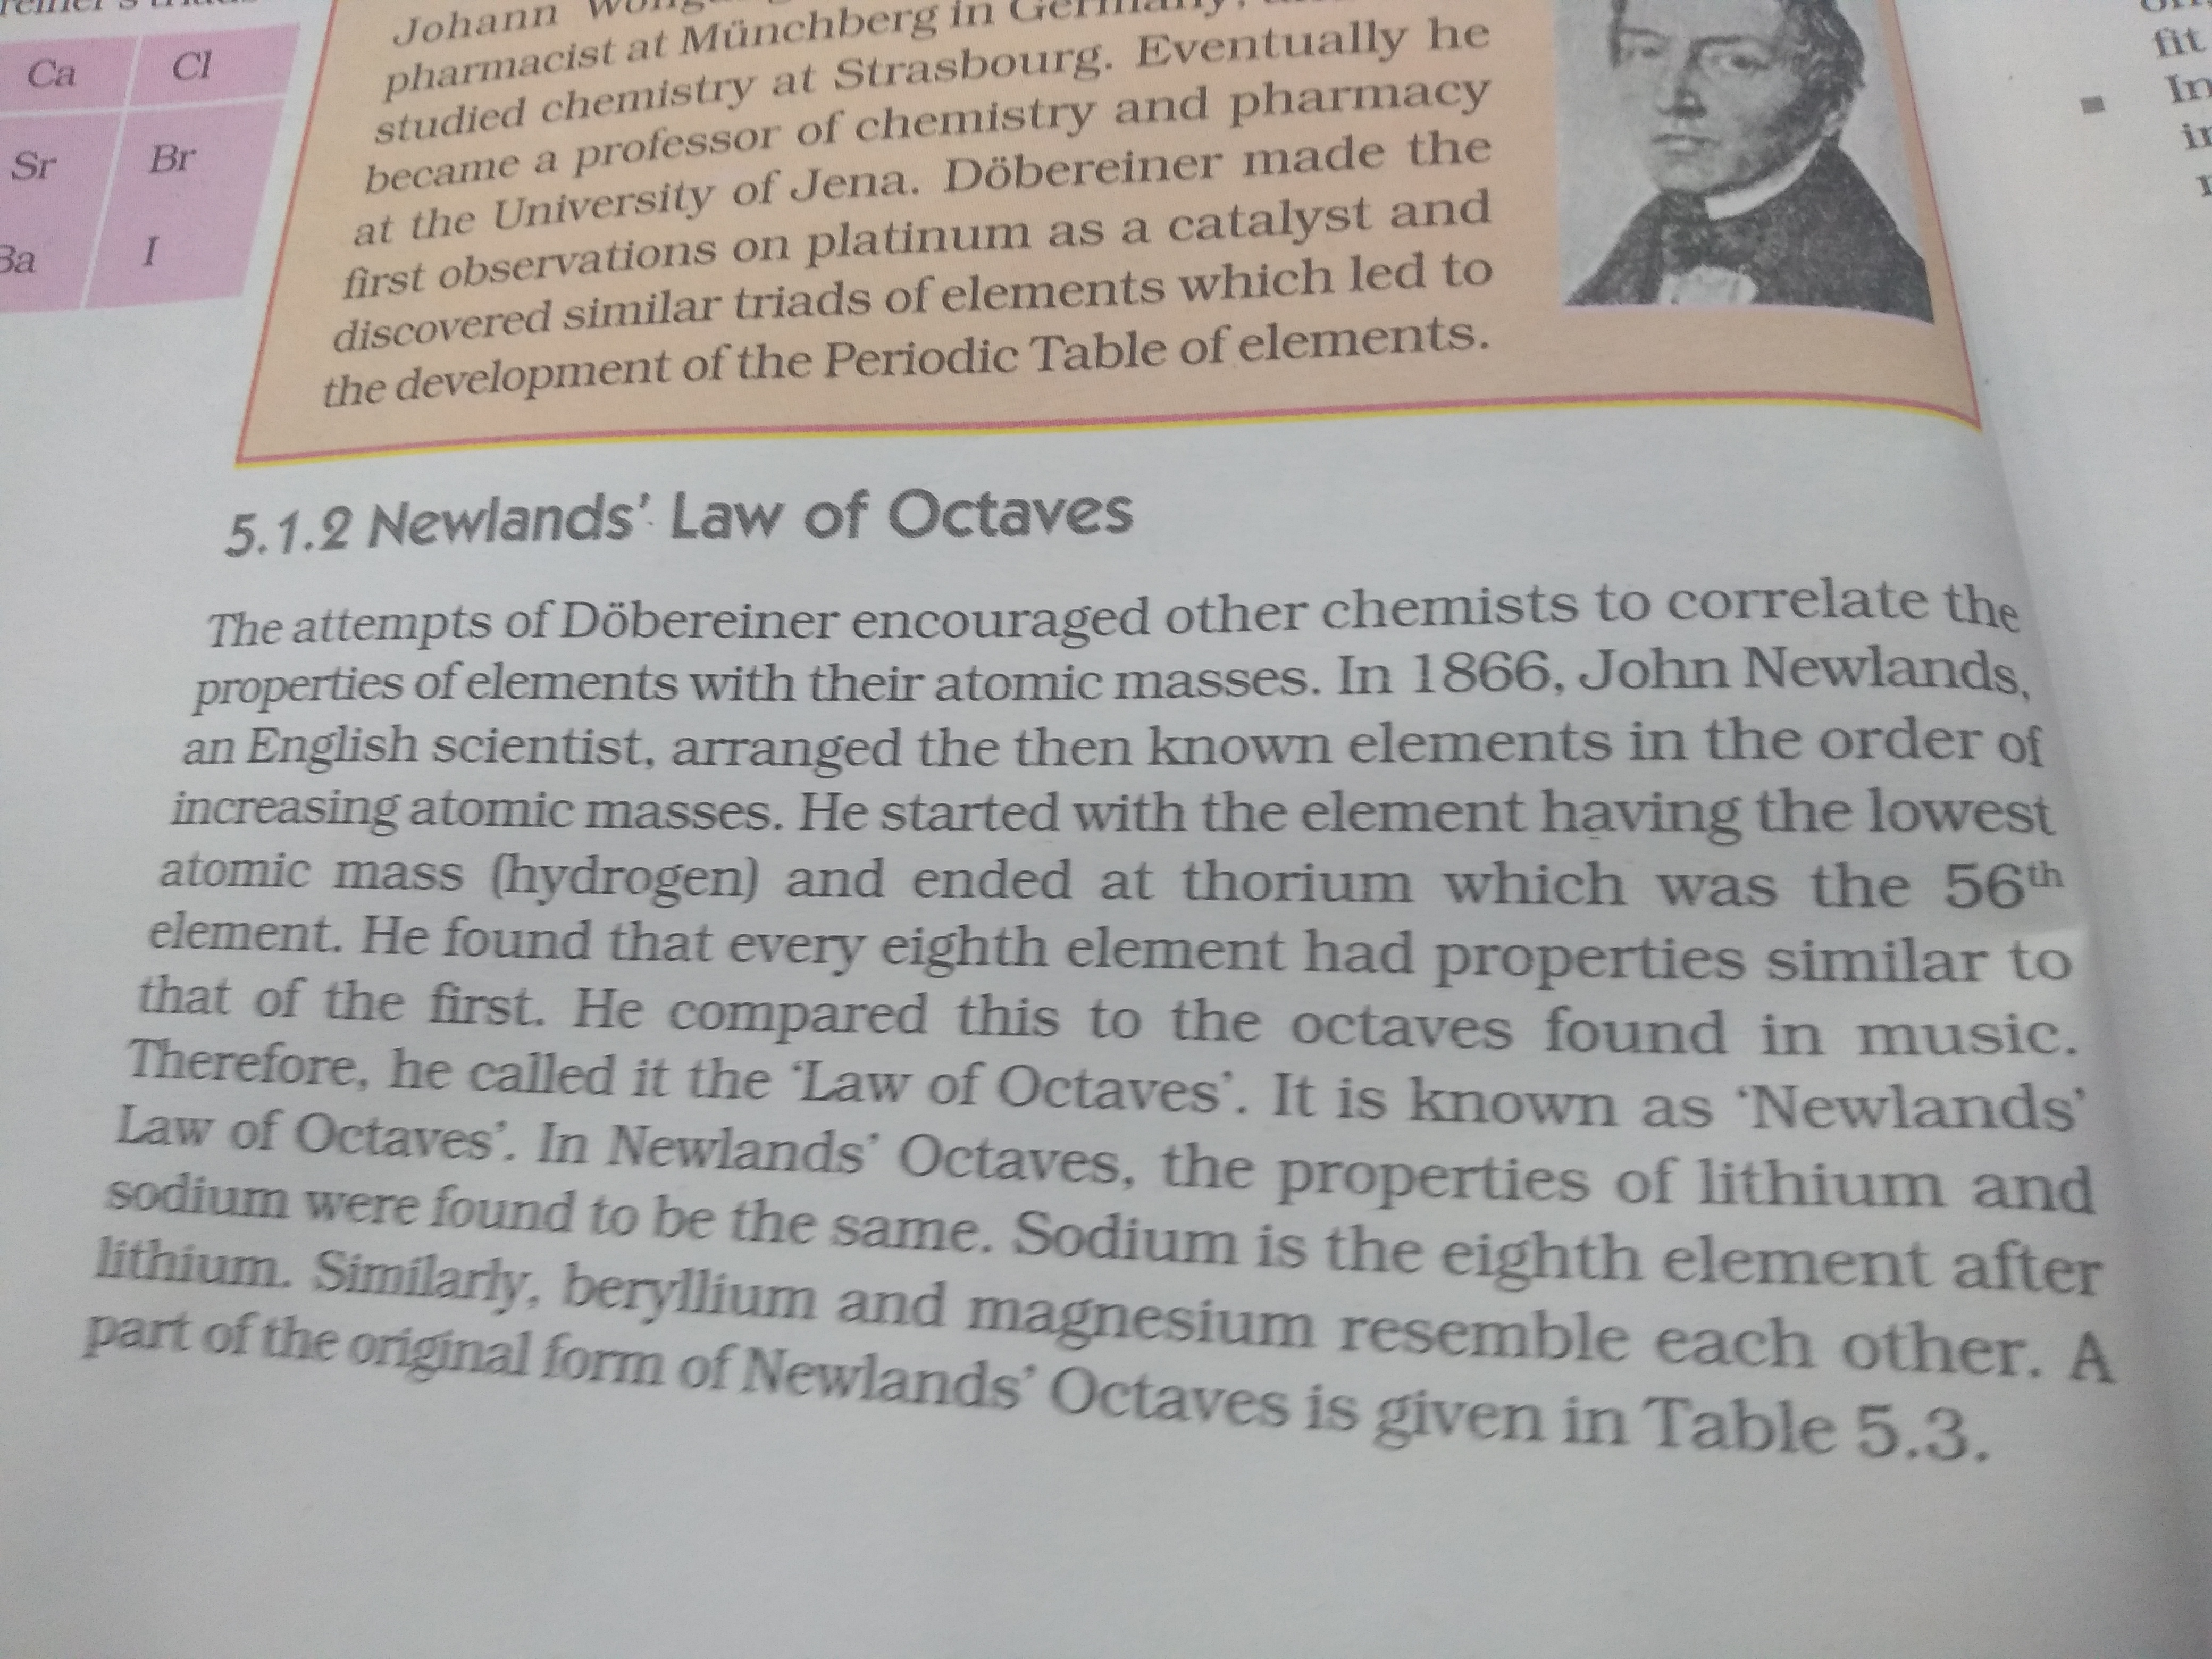 Ca Cl
Sr Br
I
Johann
pharmacist at Münchberg in Germany,
studied chemistry at Strasbourg. Eventually he
became a professor of chemistry and pharmacy
at the University of Jena. Döbereiner made the
first observations on platinum as a catalyst and
discovered similar triads of elements which led to
the development of the Periodic Table of elements.
5.1.2 Newlands’ Law of Octaves
The attempts of Döbereiner encouraged other chemists to correlate the
properties of elements with their atomic masses. In 1866, John Newlands,
an English scientist, arranged the then known elements in the order of
increasing atomic masses. He started with the element having the lowest
atomic mass (hydrogen) and ended at thorium which was the 56th
element. He found that every eighth element had properties similar to
that of the first. He compared this to the octaves found in music.
Therefore, he called it the ‘Law of Octaves’. It is known as ‘Newlands’
Law of Octaves’. In Newlands’ Octaves, the properties of lithium and
sodium were found to be the same. Sodium is the eighth element after
lithium. Similarly, beryllium and magnesium resemble each other. A
part of the original form of Newlands’ Octaves is given in Table 5.3.
fit
In